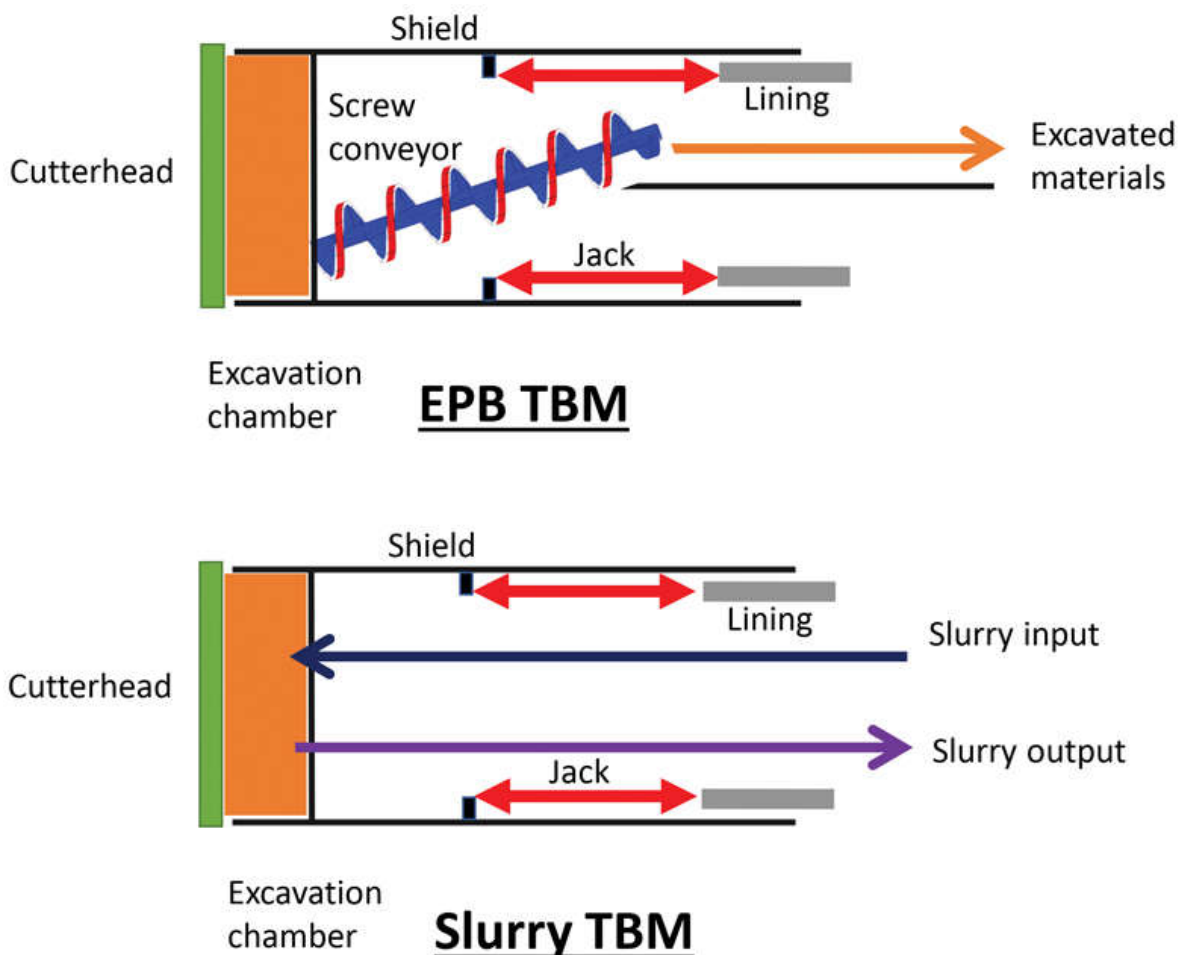 Shield
Screw
conveyor
Lining
Cutterhead
Excavated
materials
Jack
Excavation
chamber
EPB TBM
Shield
Lining
Slurry input
Cutterhead
Slurry output
Jack
Excavation
chamber
Slurry TBM